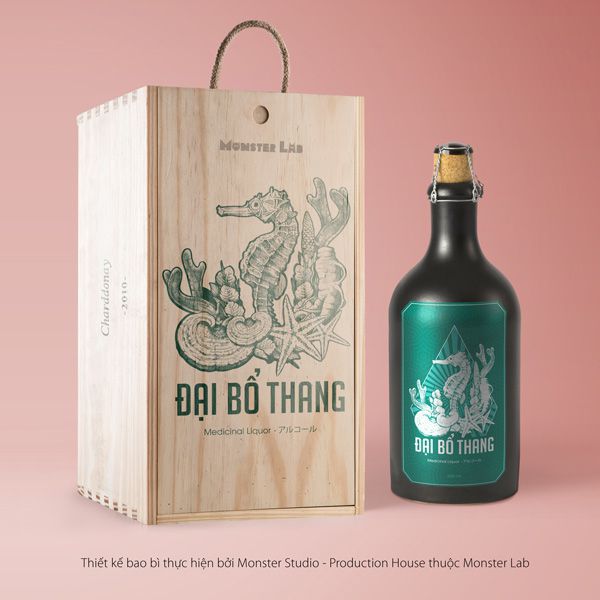 MONSTER LAB
Charddonay
-2010-
ĐẠI BỔ THANG
Medicinal Liquor - アルコール
ĐẠI BỔ THANG
Medicinal Liquor - アルコール
Thiết kế bao bì thực hiện bởi Monster Studio - Production House thuộc Monster Lab